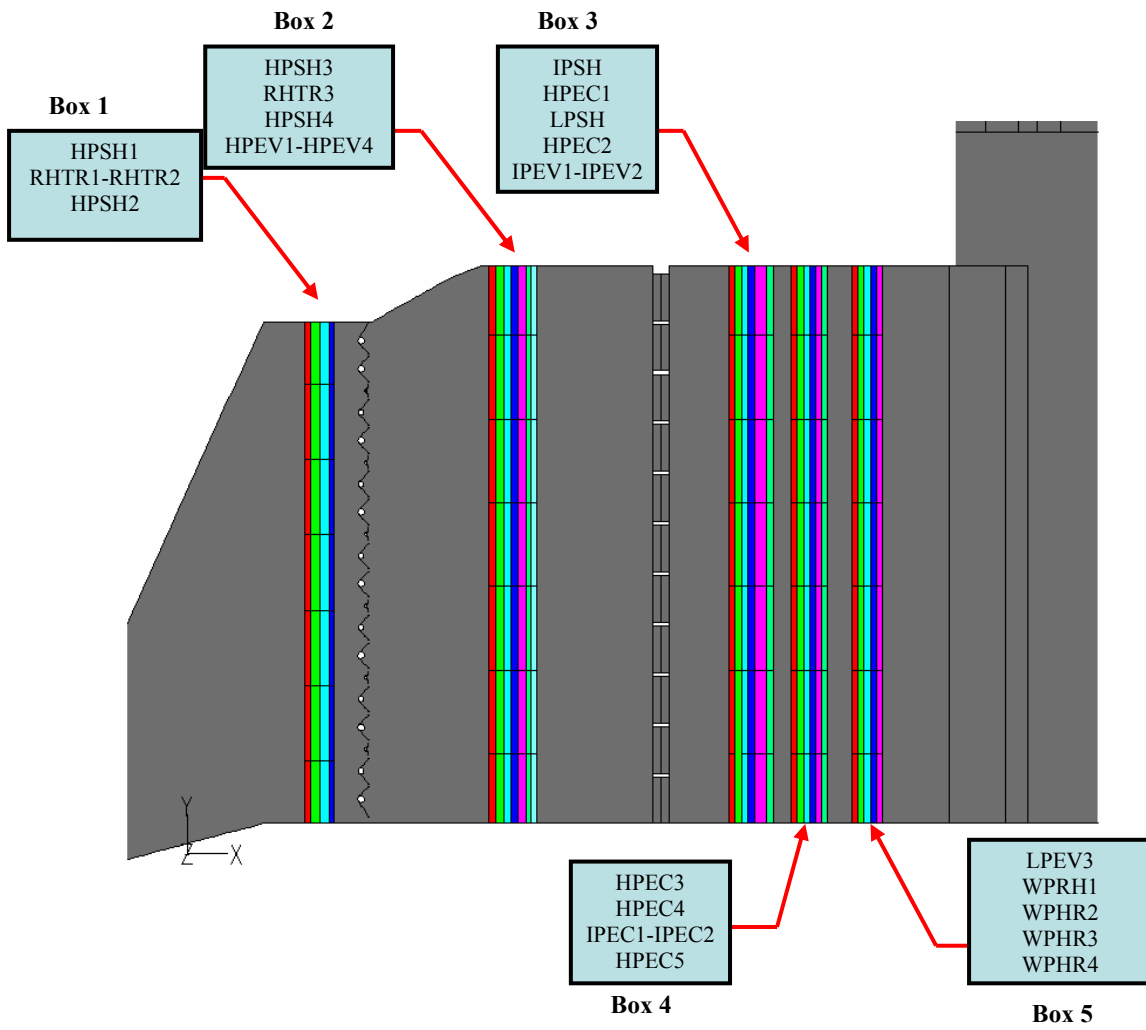 Box 1
HPSH1
RHTR1-RHTR2
HPSH2
Box 2
HPSH3
RHTR3
HPSH4
HPEV1-HPEV4
Box 3
IPSH
HPEC1
LPSH
HPEC2
IPEV1-IPEV2
Y
Z
X
HPEC3
HPEC4
IPEC1-IPEC2
HPEC5
Box 4
LPEV3
WPRH1
WPHR2
WPHR3
WPHR4
Box 5